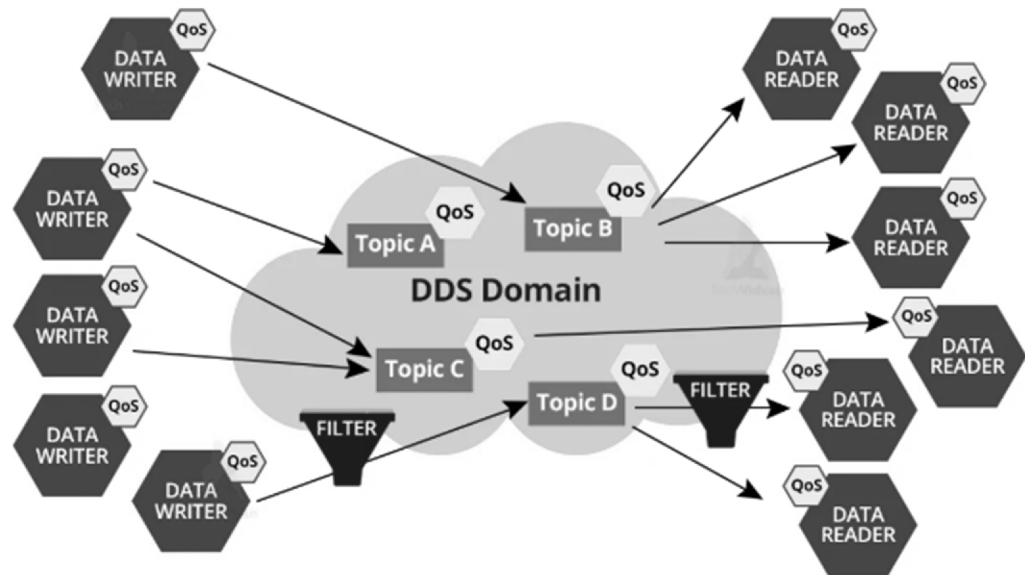 QoS
DATA
WRITER
QoS
DATA
READER
QoS
DATA
READER
QoS
DATA
WRITER
QoS
Topic A
QoS
Topic B
QoS
DATA
READER
DDS Domain
QoS
DATA
WRITER
QoS
Topic C
QoS
DATA
READER
QoS
Topic D
FILTER
QoS
DATA
READER
QoS
DATA
WRITER
FILTER
QoS
DATA
WRITER
QoS
DATA
READER